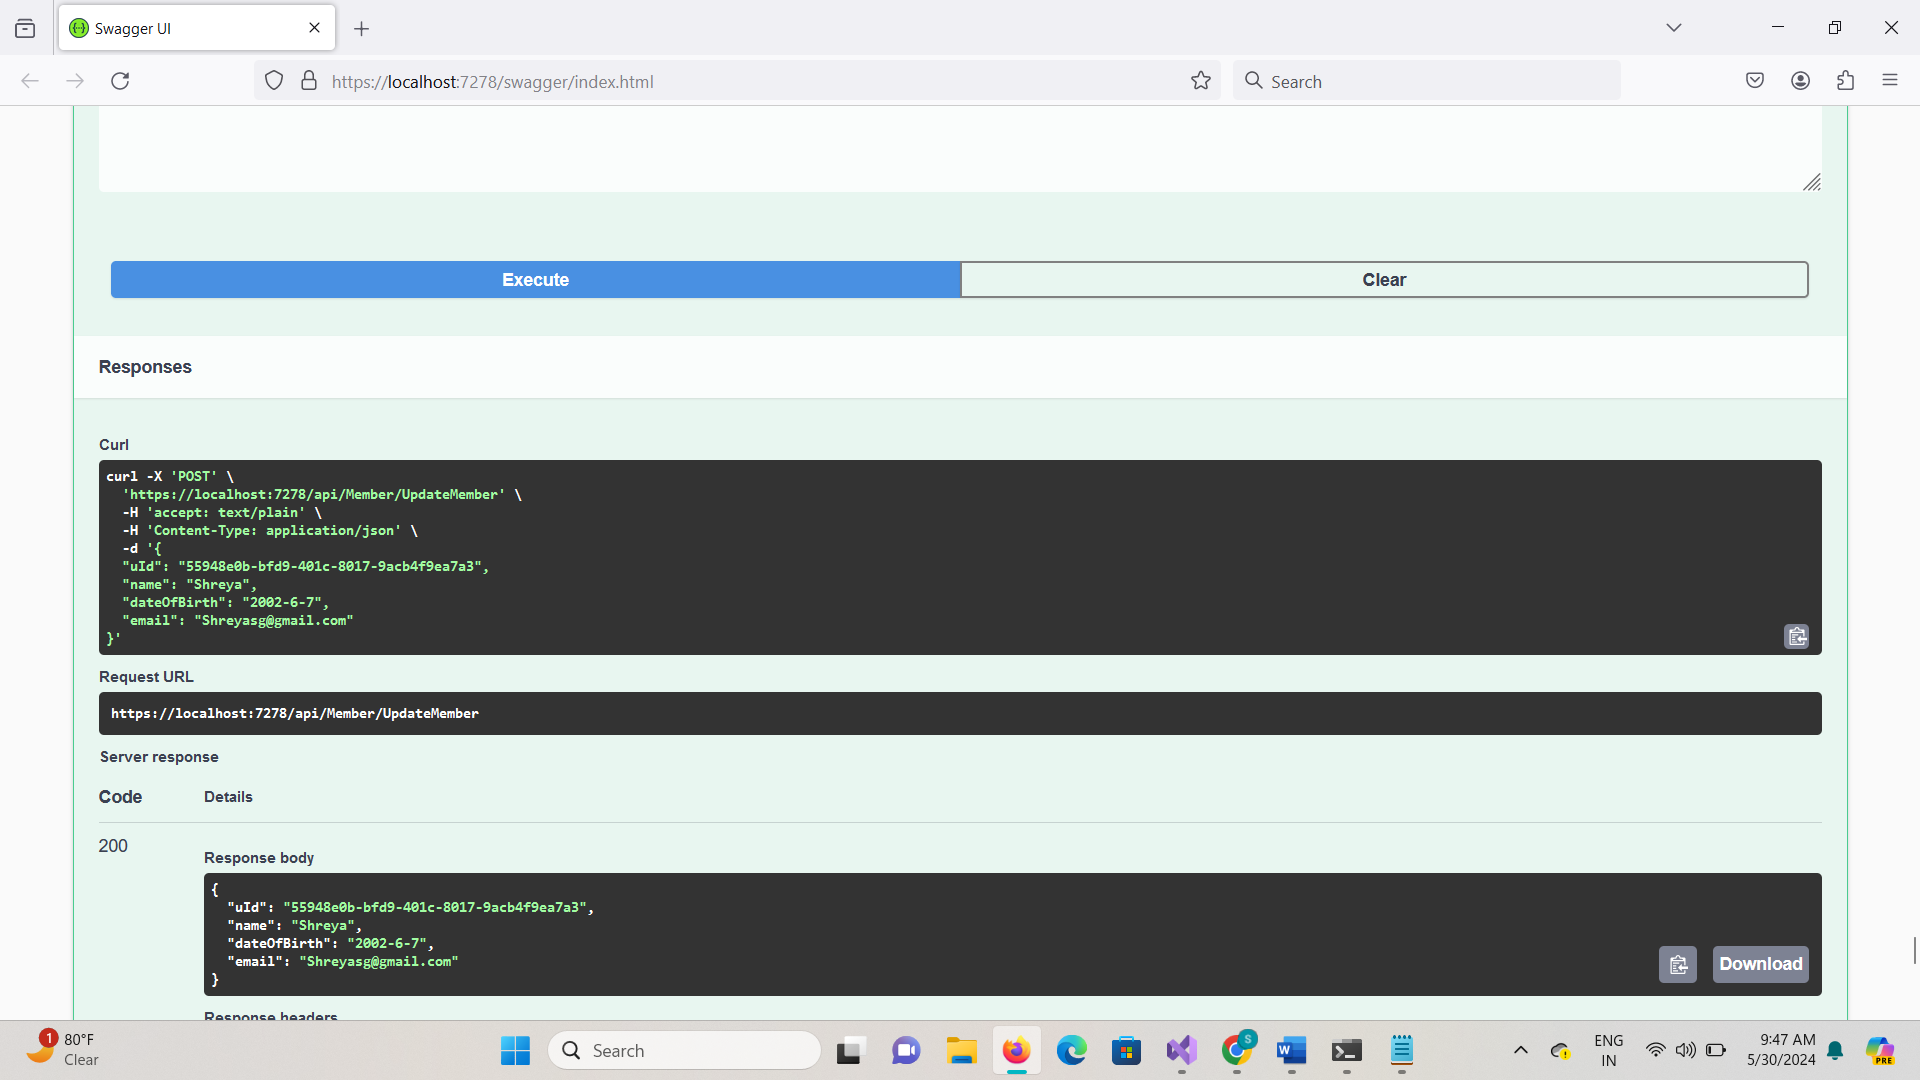 Swagger UI
https://localhost:7278/swagger/index.html
Search
Execute
Clear
Responses
Curl
curl -X 'POST' \
'https://localhost:7278/api/Member/UpdateMember' \
-H 'accept: text/plain' \
-H 'Content-Type: application/json' \
-d '{
"uId": "55948e0b-bfd9-401c-8017-9acb4f9ea7a3",
"name": "Shreya",
"dateOfBirth": "2002-6-7",
"email": "Shreyasg@gmail.com"
}'
Request URL
https://localhost:7278/api/Member/UpdateMember
Server response
Code Details
200
Response body
{
"uId": "55948e0b-bfd9-401c-8017-9acb4f9ea7a3",
"name": "Shreya",
"dateOfBirth": "2002-6-7",
"email": "Shreyasg@gmail.com"
}
Download
Response headers
1
80°F
Clear
Search
S
W
ENG
IN
9:47 AM
5/30/2024
PRE